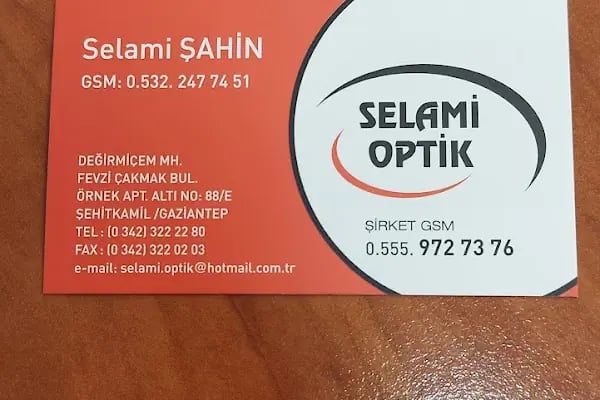 Selami ŞAHİN
GSM: 0.532. 247 74 51
DEĞİRMİÇEM MH.
FEVZİ ÇAKMAK BUL.
ÖRNEK APT. ALTI NO: 88/E
ŞEHİTKAMİL /GAZİANTEP
TEL : (0 342) 322 22 80
FAX : (0 342) 322 02 03
e-mail: selami.optik@hotmail.com.tr
SELAMİ
OPTİK
ŞİRKET GSM
0.555. 972 73 76